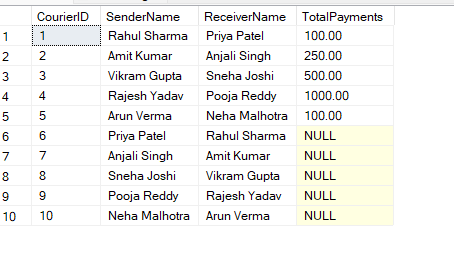 CourierID SenderName ReceiverName TotalPayments
1 1 Rahul Sharma Priya Patel 100.00
2 2 Amit Kumar Anjali Singh 250.00
3 3 Vikram Gupta Sneha Joshi 500.00
4 4 Rajesh Yadav Pooja Reddy 1000.00
5 5 Arun Verma Neha Malhotra 100.00
6 6 Priya Patel Rahul Sharma NULL
7 7 Anjali Singh Amit Kumar NULL
8 8 Sneha Joshi Vikram Gupta NULL
9 9 Pooja Reddy Rajesh Yadav NULL
10 10 Neha Malhotra Arun Verma NULL